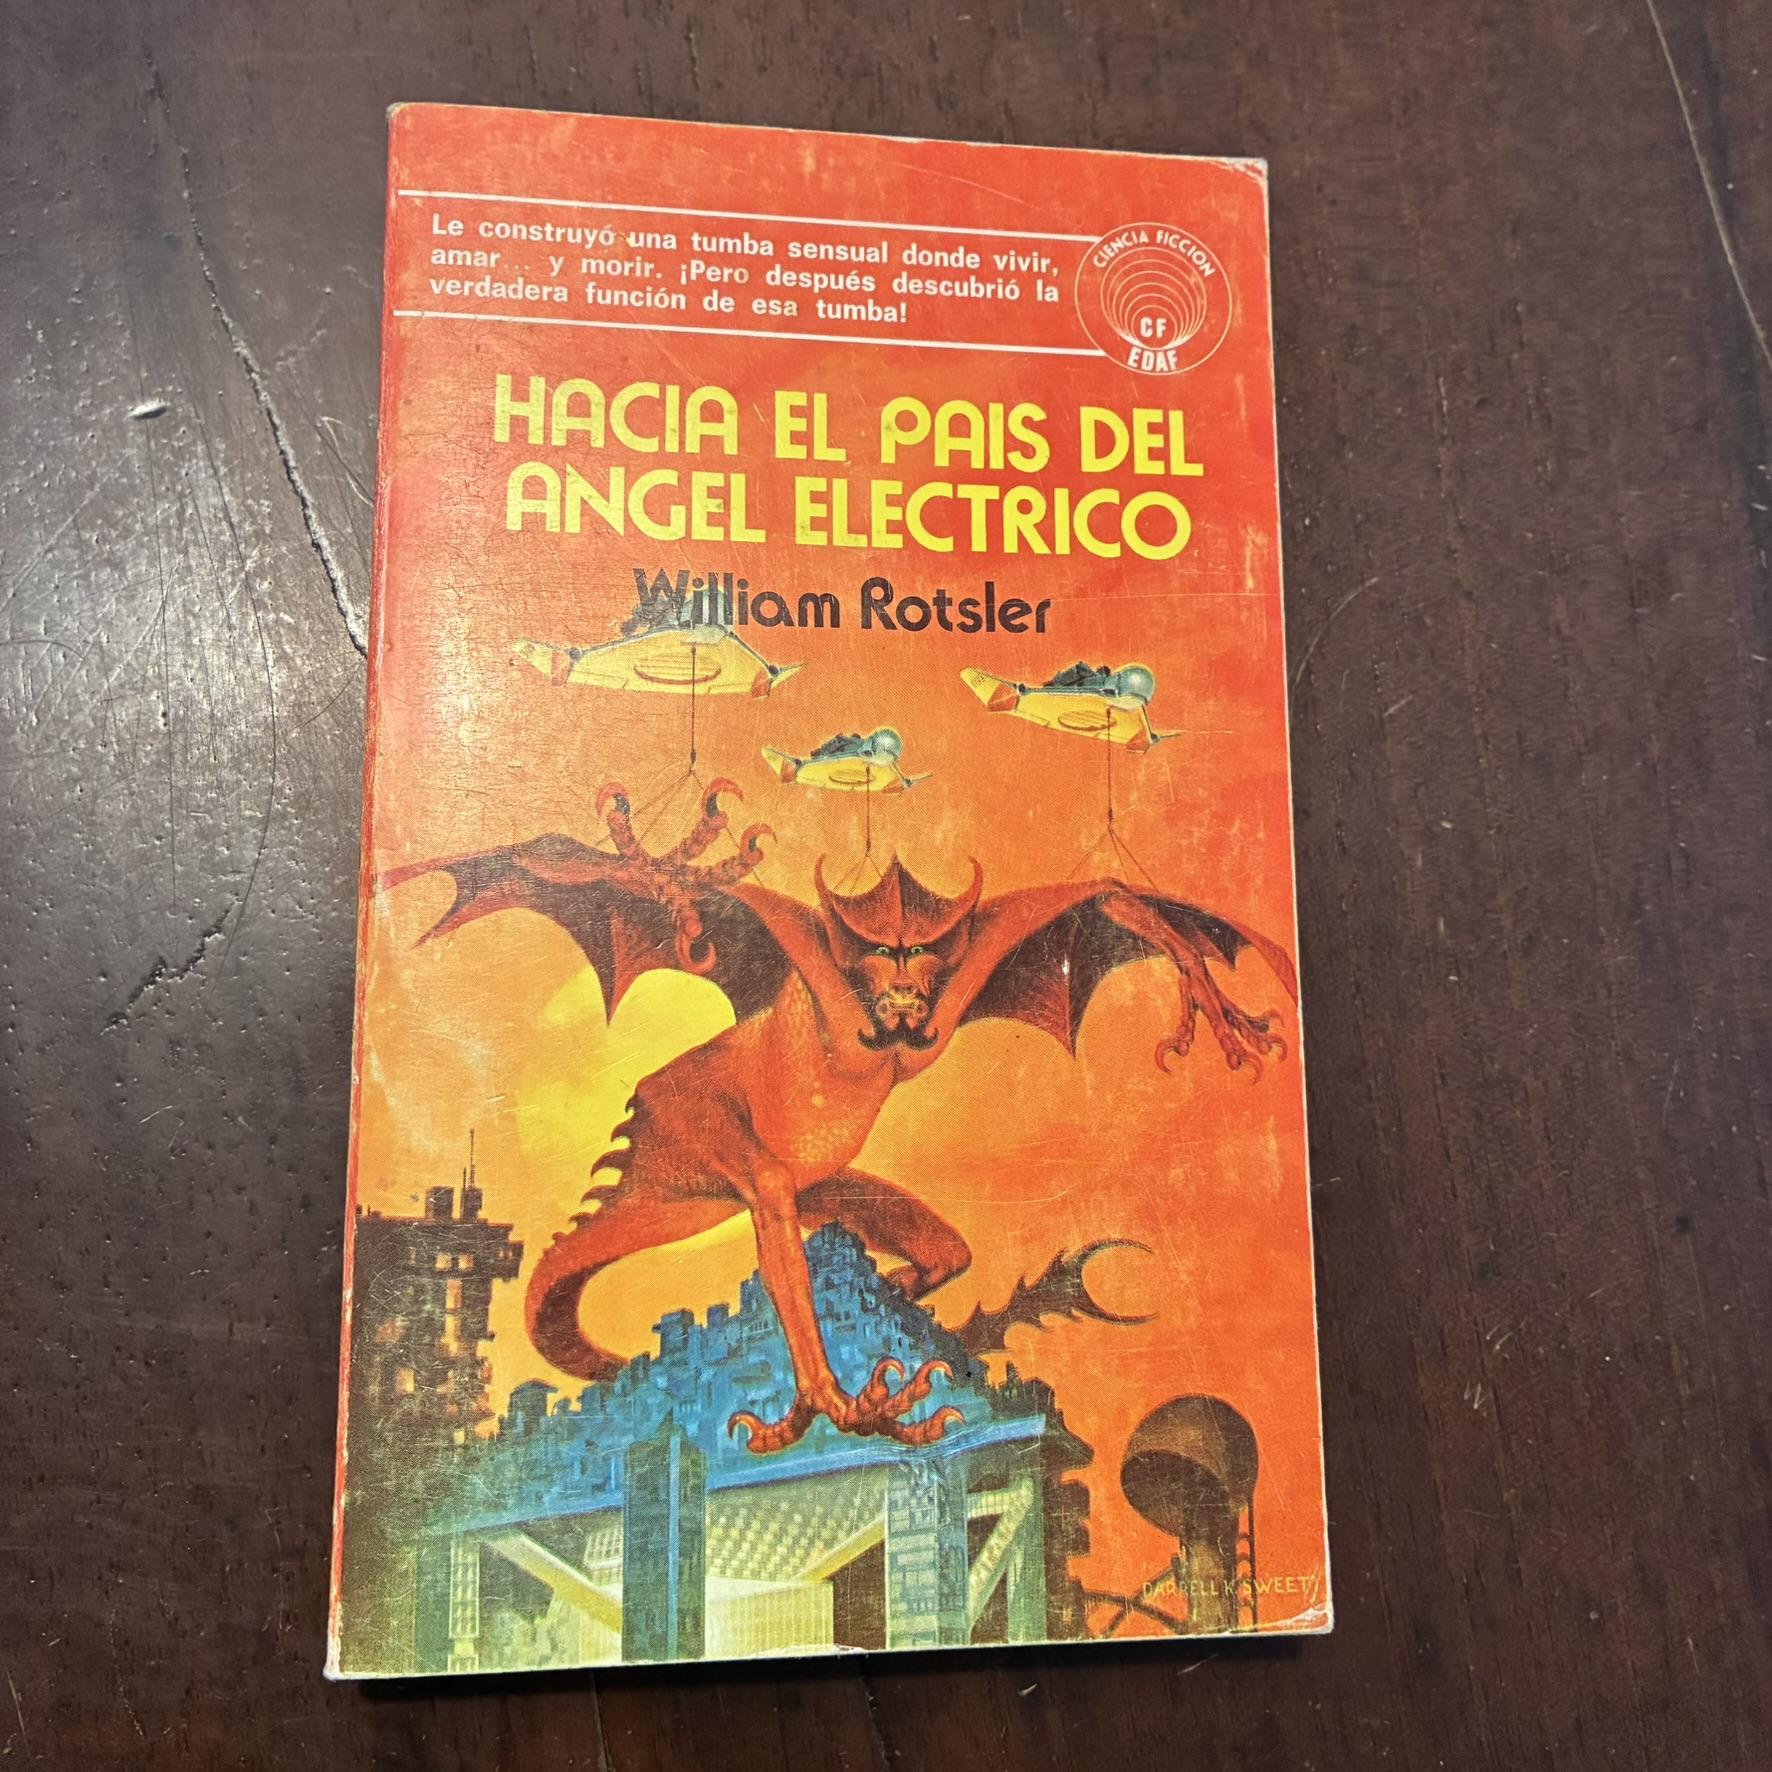 Le construyó una tumba sensual donde vivir,
amar... y morir. ¡Pero después descubrió la
verdadera función de esa tumba!
CIENCIA FICCION
CF
EDAF
HACIA EL PAIS DEL
ANGEL ELECTRICO
William Rotsler
DARRELL K. SWEET